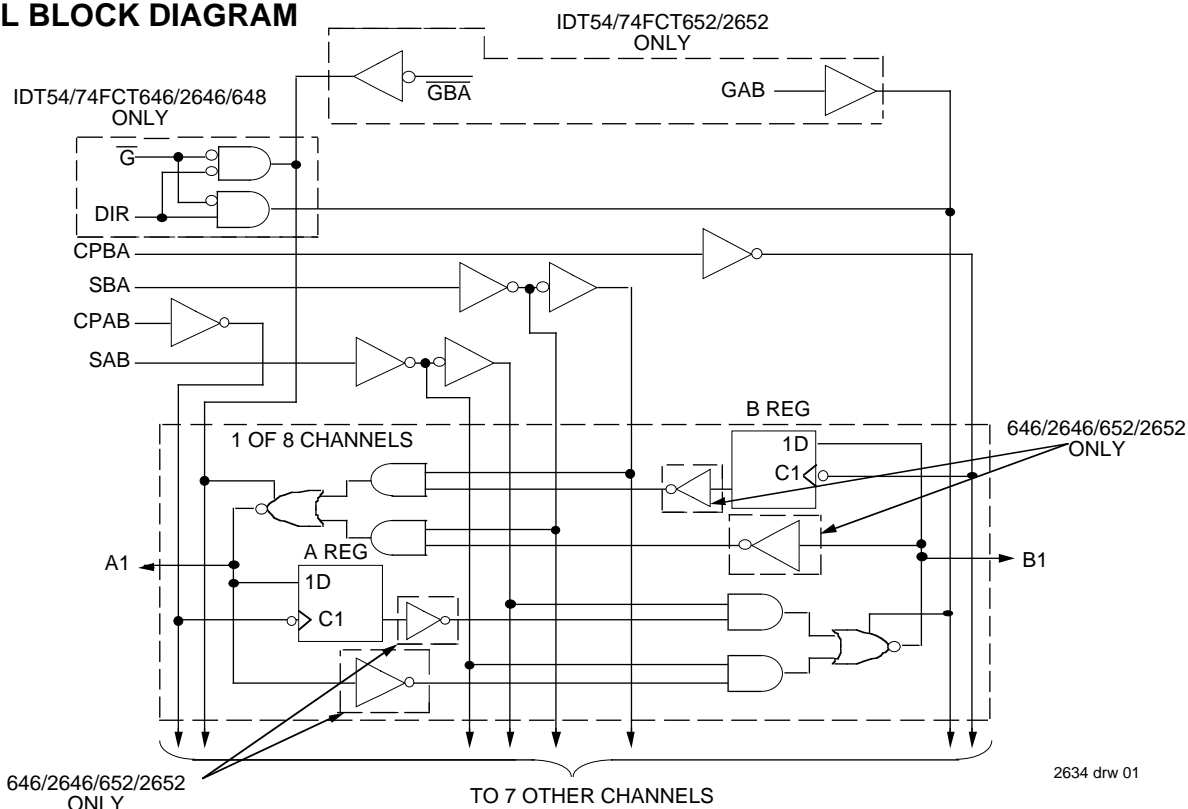 L BLOCK DIAGRAM
IDT54/74FCT652/2652
ONLY
G̅B̅A̅
GAB
IDT54/74FCT646/2646/648
ONLY
G̅
DIR
CPBA
SBA
CPAB
SAB
B REG
1 OF 8 CHANNELS
1D
C1
646/2646/652/2652
ONLY
A REG
A1
1D
C1
B1
646/2646/652/2652
ONLY
TO 7 OTHER CHANNELS
2634 drw 01